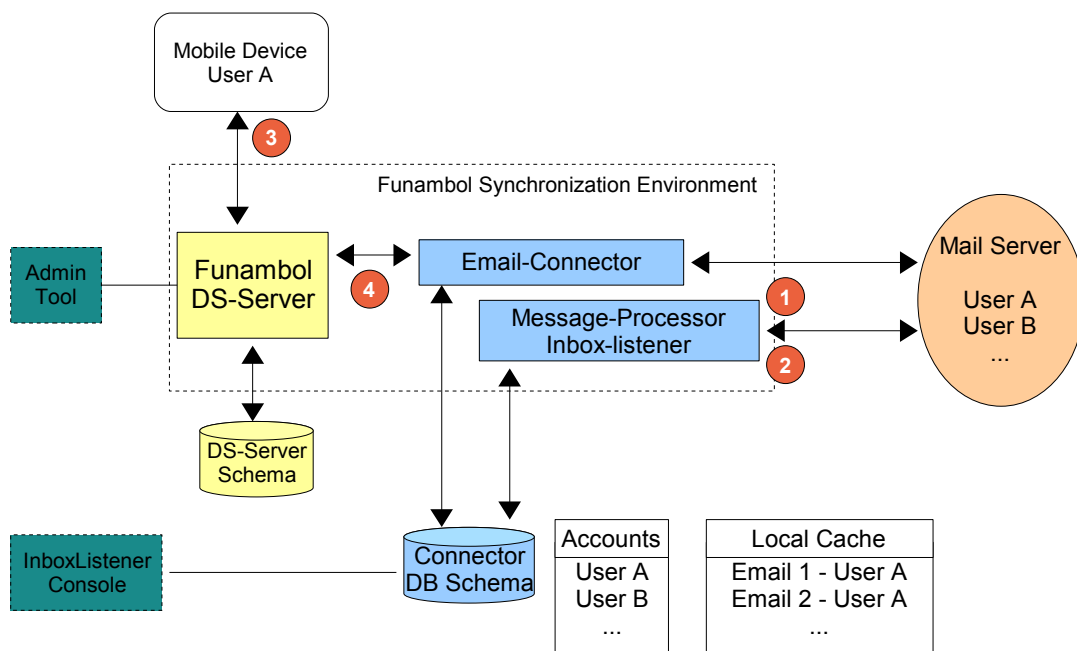 Mobile Device
User A
3
Funambol Synchronization Environment
Admin
Tool
Funambol
DS-Server
4
Email-Connector
1
Message-Processor
Inbox-listener
2
Mail Server
User A
User B
...
DS-Server
Schema
InboxListener
Console
Connector
DB Schema
Accounts
User A
User B
...
Local Cache
Email 1 - User A
Email 2 - User A
...